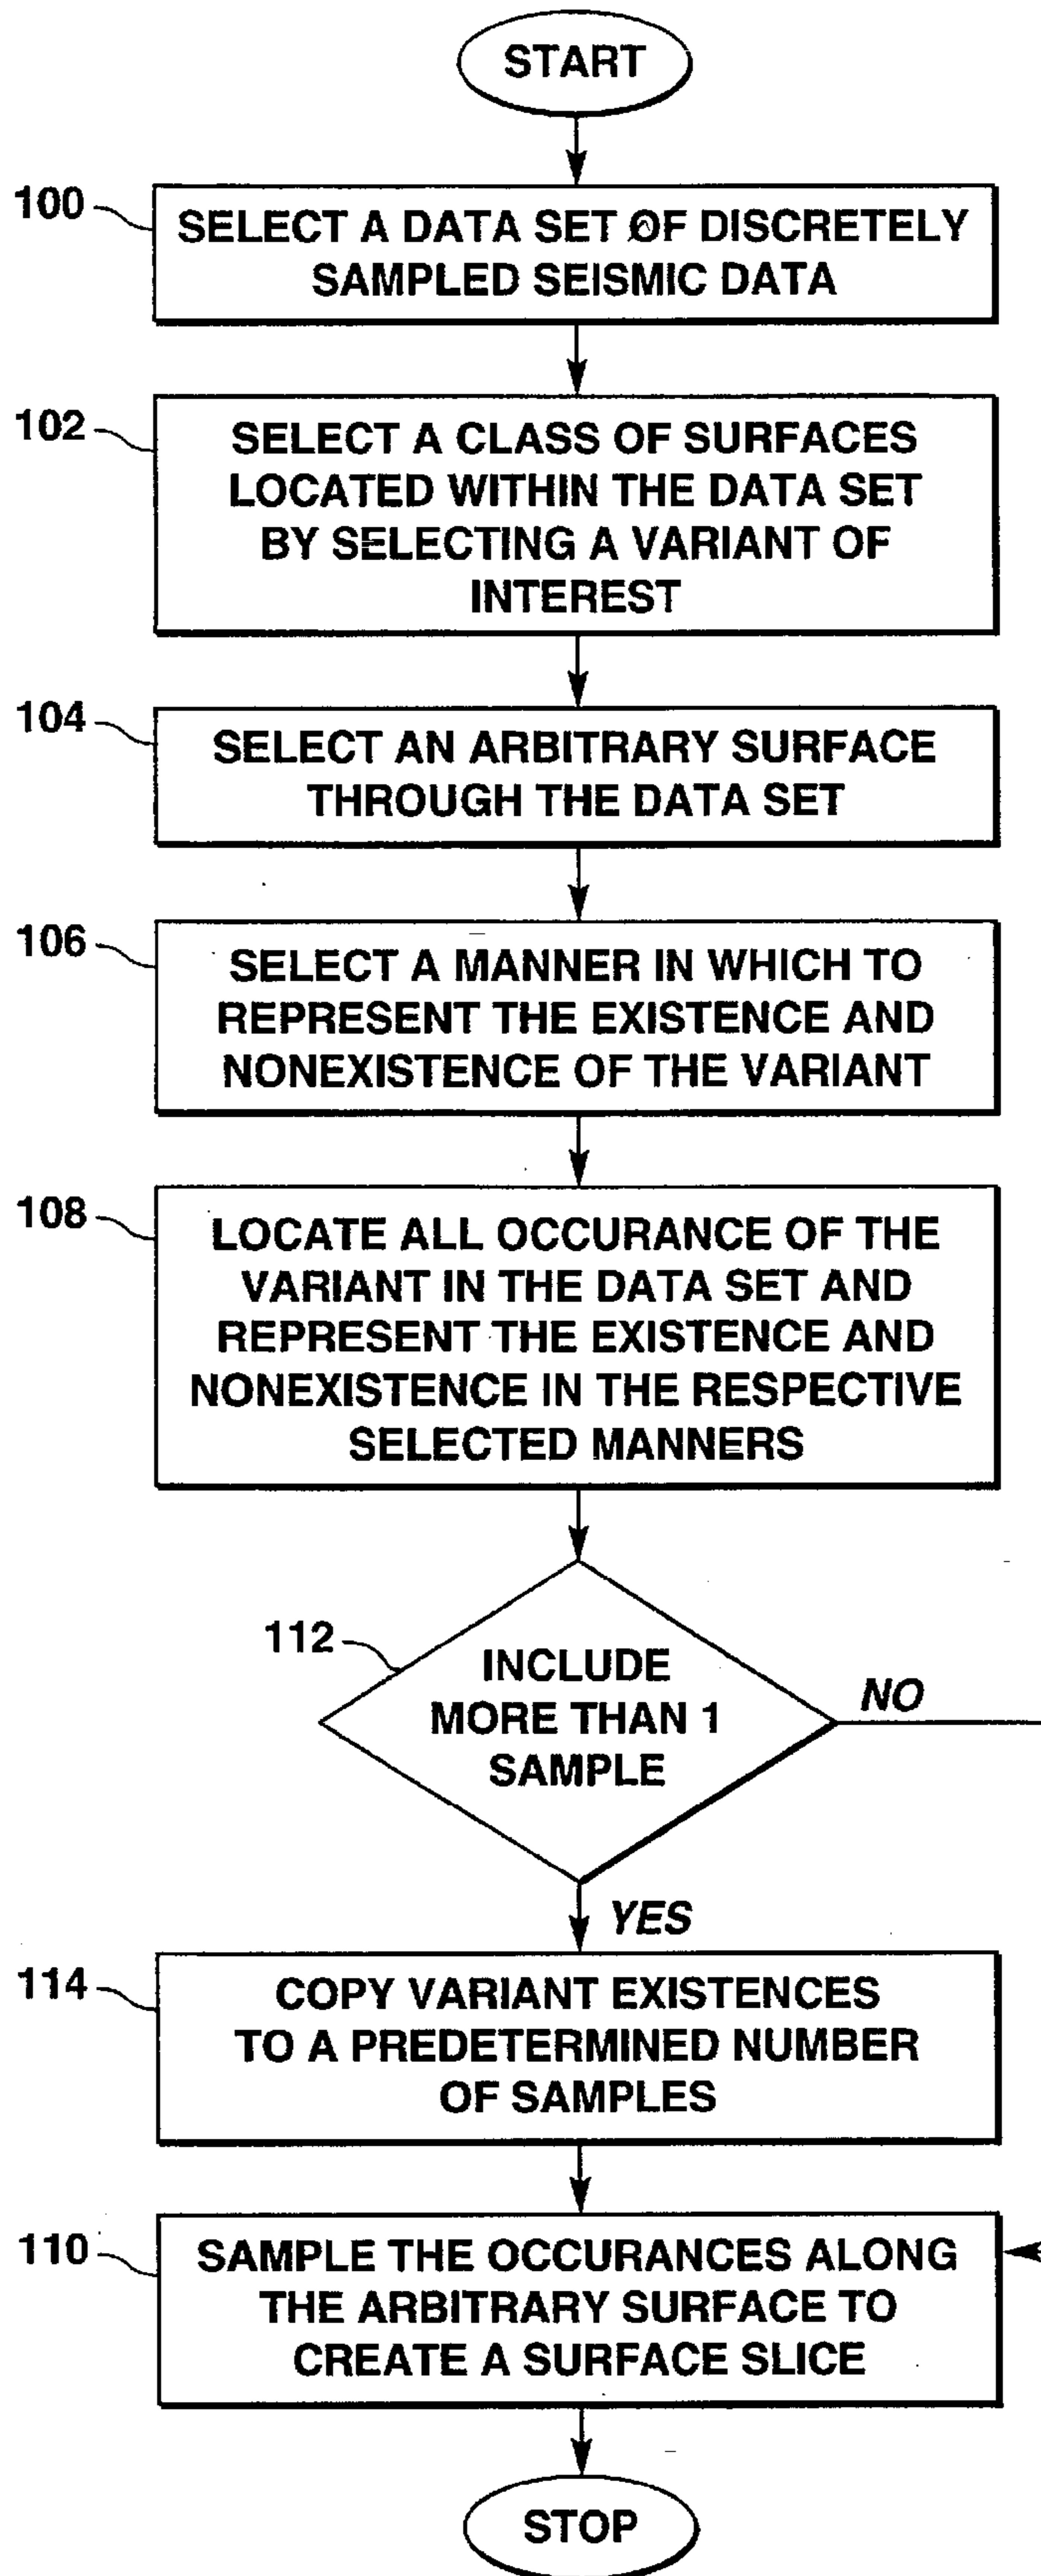 START
100
SELECT A DATA SET OF DISCRETELY
SAMPLED SEISMIC DATA
102
SELECT A CLASS OF SURFACES
LOCATED WITHIN THE DATA SET
BY SELECTING A VARIANT OF
INTEREST
104
SELECT AN ARBITRARY SURFACE
THROUGH THE DATA SET
106
SELECT A MANNER IN WHICH TO
REPRESENT THE EXISTENCE AND
NONEXISTENCE OF THE VARIANT
108
LOCATE ALL OCCURANCE OF THE
VARIANT IN THE DATA SET AND
REPRESENT THE EXISTENCE AND
NONEXISTENCE IN THE RESPECTIVE
SELECTED MANNERS
112
INCLUDE
MORE THAN 1
SAMPLE
NO
YES
114
COPY VARIANT EXISTENCES
TO A PREDETERMINED NUMBER
OF SAMPLES
110
SAMPLE THE OCCURANCES ALONG
THE ARBITRARY SURFACE TO
CREATE A SURFACE SLICE
STOP